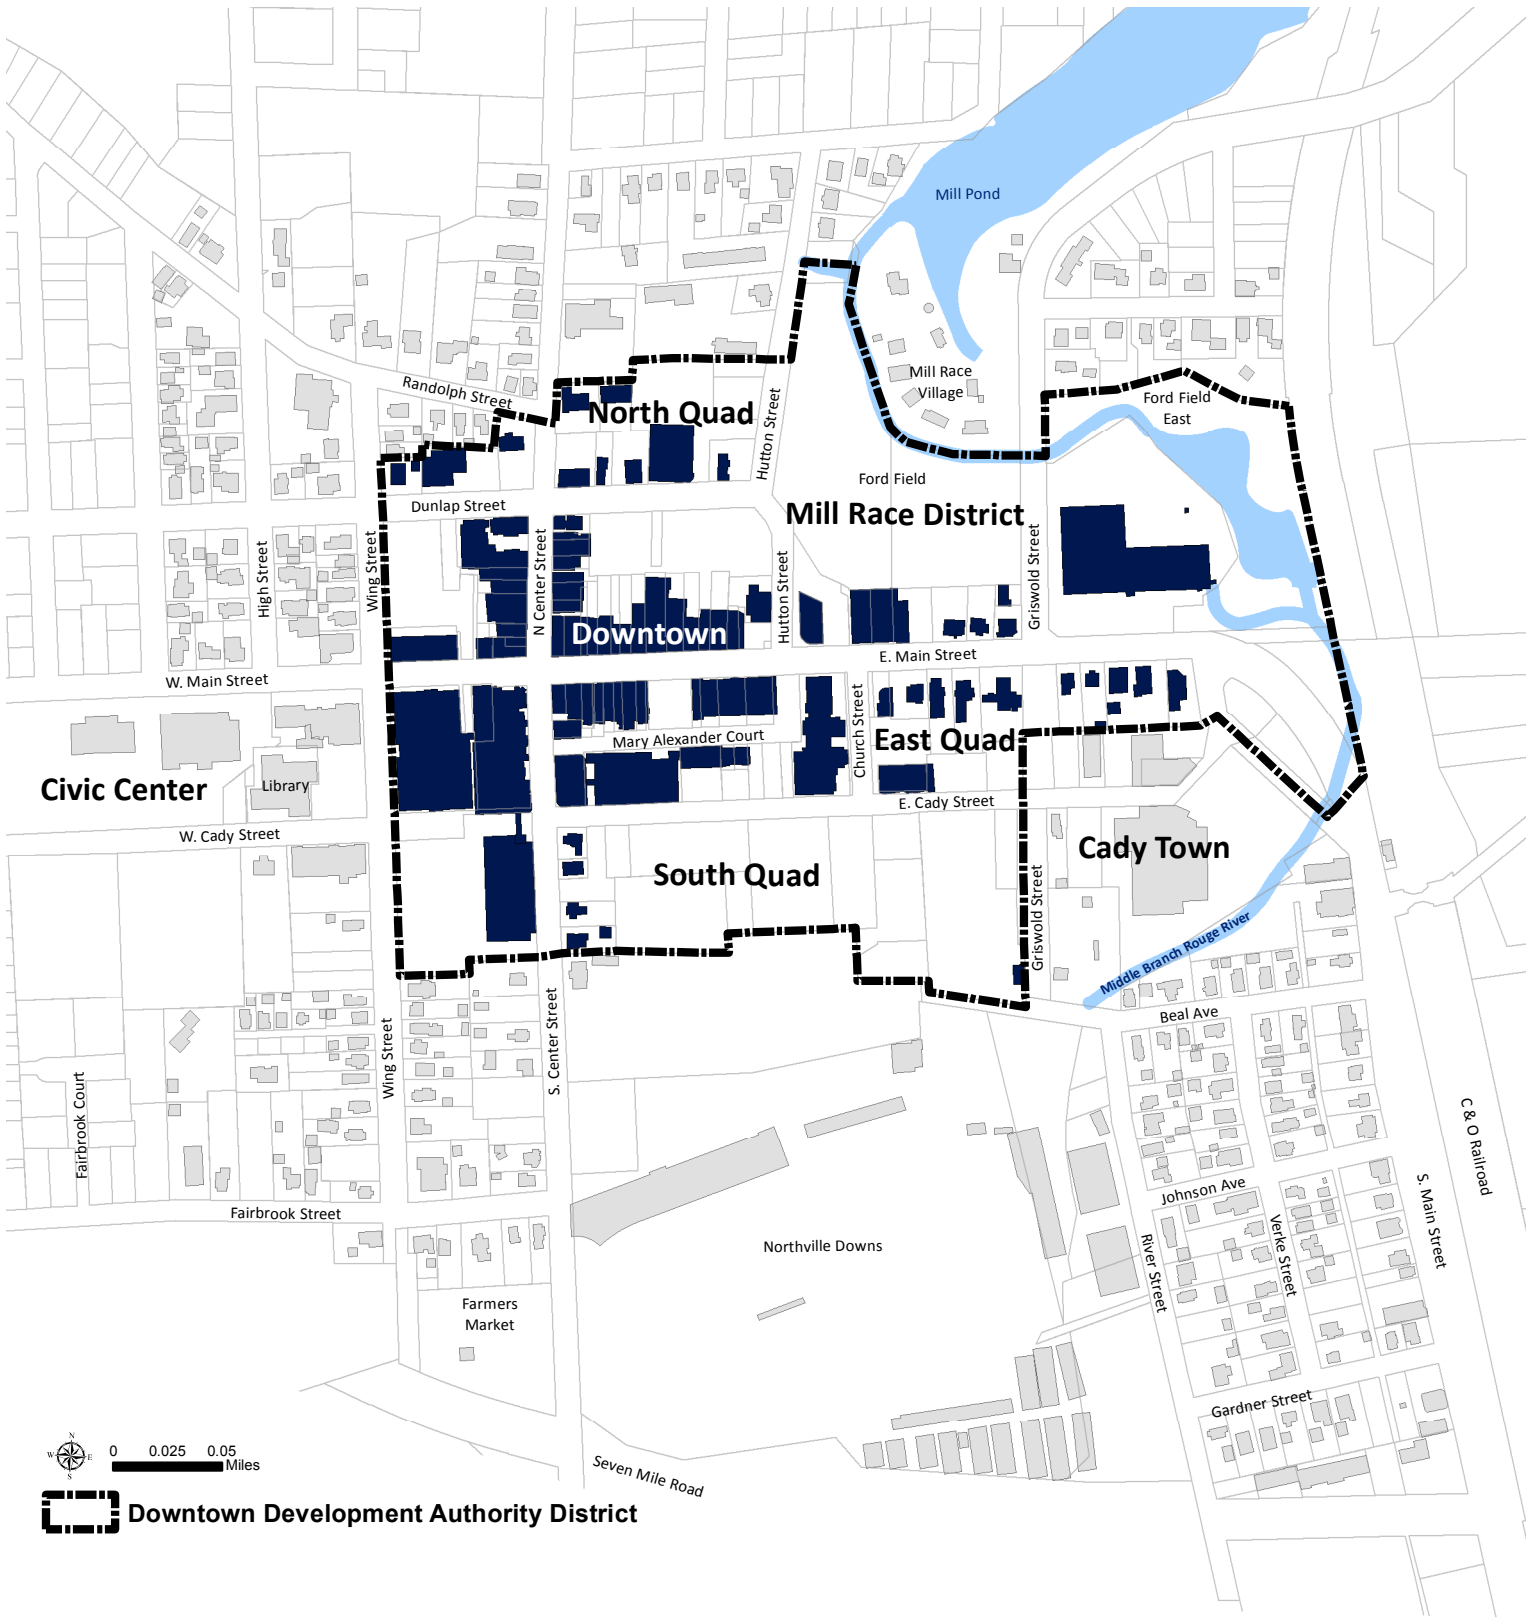 Mill Pond
Mill Race
Village
Ford Field
East
Randolph Street
North Quad
Hutton Street
Ford Field
Dunlap Street
Mill Race District
High Street
Wing Street
N Center Street
Hutton Street
Griswold Street
Downtown
E. Main Street
W. Main Street
Mary Alexander Court
Church Street
East Quad
Civic Center
Library
E. Cady Street
W. Cady Street
Cady Town
South Quad
Griswold Street
Middle Branch Rouge River
Beal Ave
Wing Street
S. Center Street
Fairbrook Court
C & O Railroad
Johnson Ave
S. Main Street
Fairbrook Street
Verke Street
River Street
Northville Downs
Farmers
Market
Gardner Street
Seven Mile Road
N
W E
S
0 0.025 0.05
Miles
Downtown Development Authority District